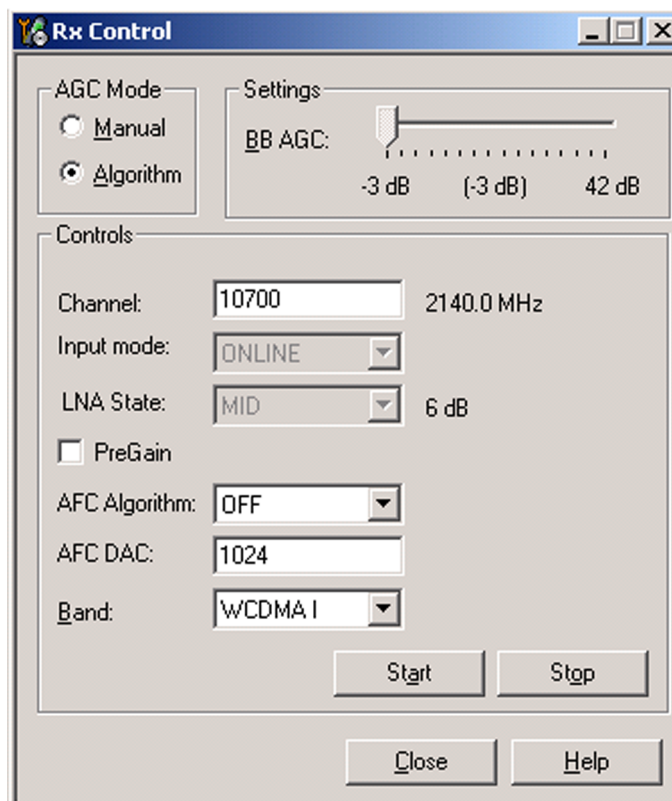 Rx Control
AGC Mode
Manual
Algorithm
Settings
BB AGC:
-3 dB (-3 dB) 42 dB
Controls
Channel: 10700 2140.0 MHz
Input mode: ONLINE
LNA State: MID 6 dB
PreGain
AFC Algorithm: OFF
AFC DAC: 1024
Band: WCDMA I
Start Stop
Close Help